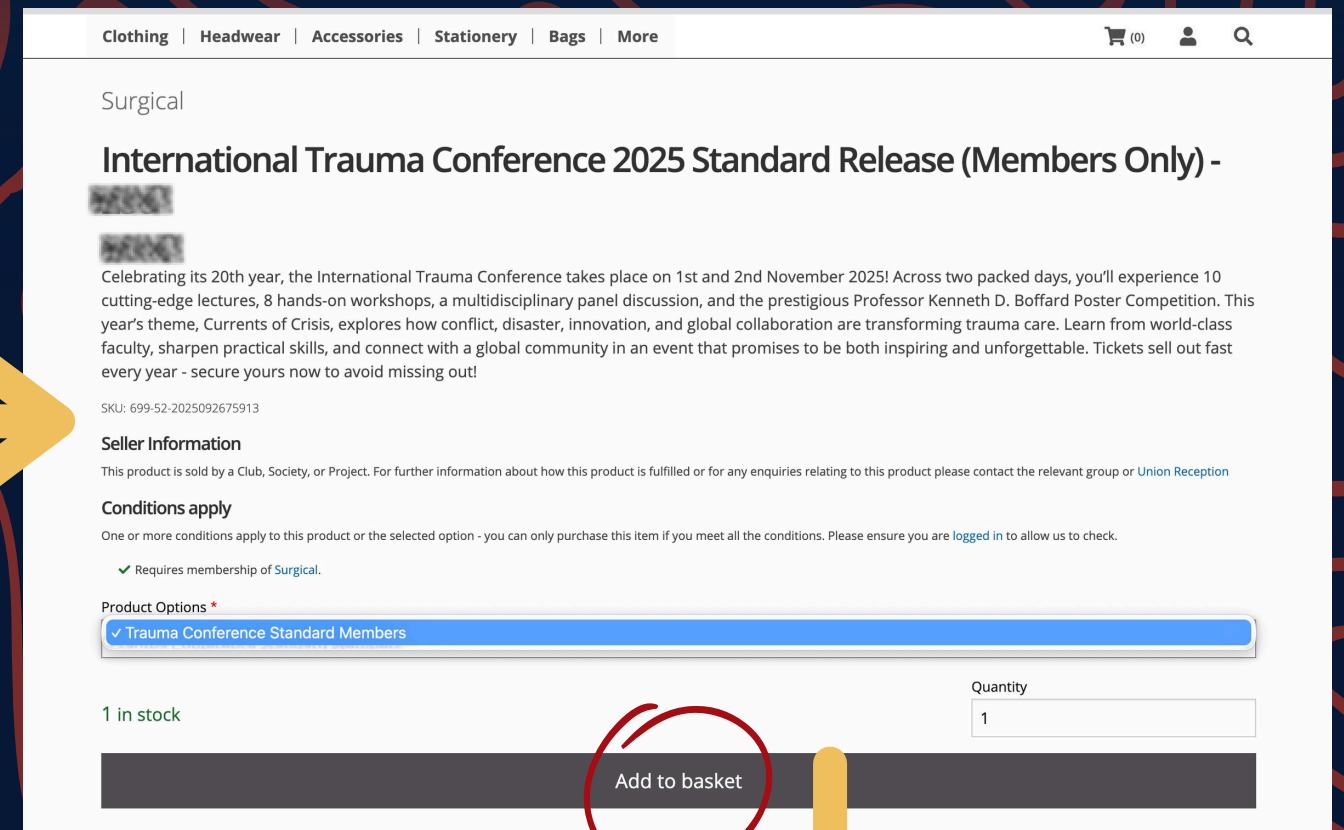 Clothing | Headwear | Accessories | Stationery | Bags | More
(0)
Surgical
International Trauma Conference 2025 Standard Release (Members Only) -
Celebrating its 20th year, the International Trauma Conference takes place on 1st and 2nd November 2025! Across two packed days, you’ll experience 10
cutting-edge lectures, 8 hands-on workshops, a multidisciplinary panel discussion, and the prestigious Professor Kenneth D. Boffard Poster Competition. This
year’s theme, Currents of Crisis, explores how conflict, disaster, innovation, and global collaboration are transforming trauma care. Learn from world-class
faculty, sharpen practical skills, and connect with a global community in an event that promises to be both inspiring and unforgettable. Tickets sell out fast
every year - secure yours now to avoid missing out!
SKU: 699-52-2025092675913
Seller Information
This product is sold by a Club, Society, or Project. For further information about how this product is fulfilled or for any enquiries relating to this product please contact the relevant group or Union Reception
Conditions apply
One or more conditions apply to this product or the selected option - you can only purchase this item if you meet all the conditions. Please ensure you are logged in to allow us to check.
✔ Requires membership of Surgical.
Product Options *
✓ Trauma Conference Standard Members
Quantity
1 in stock
1
Add to basket